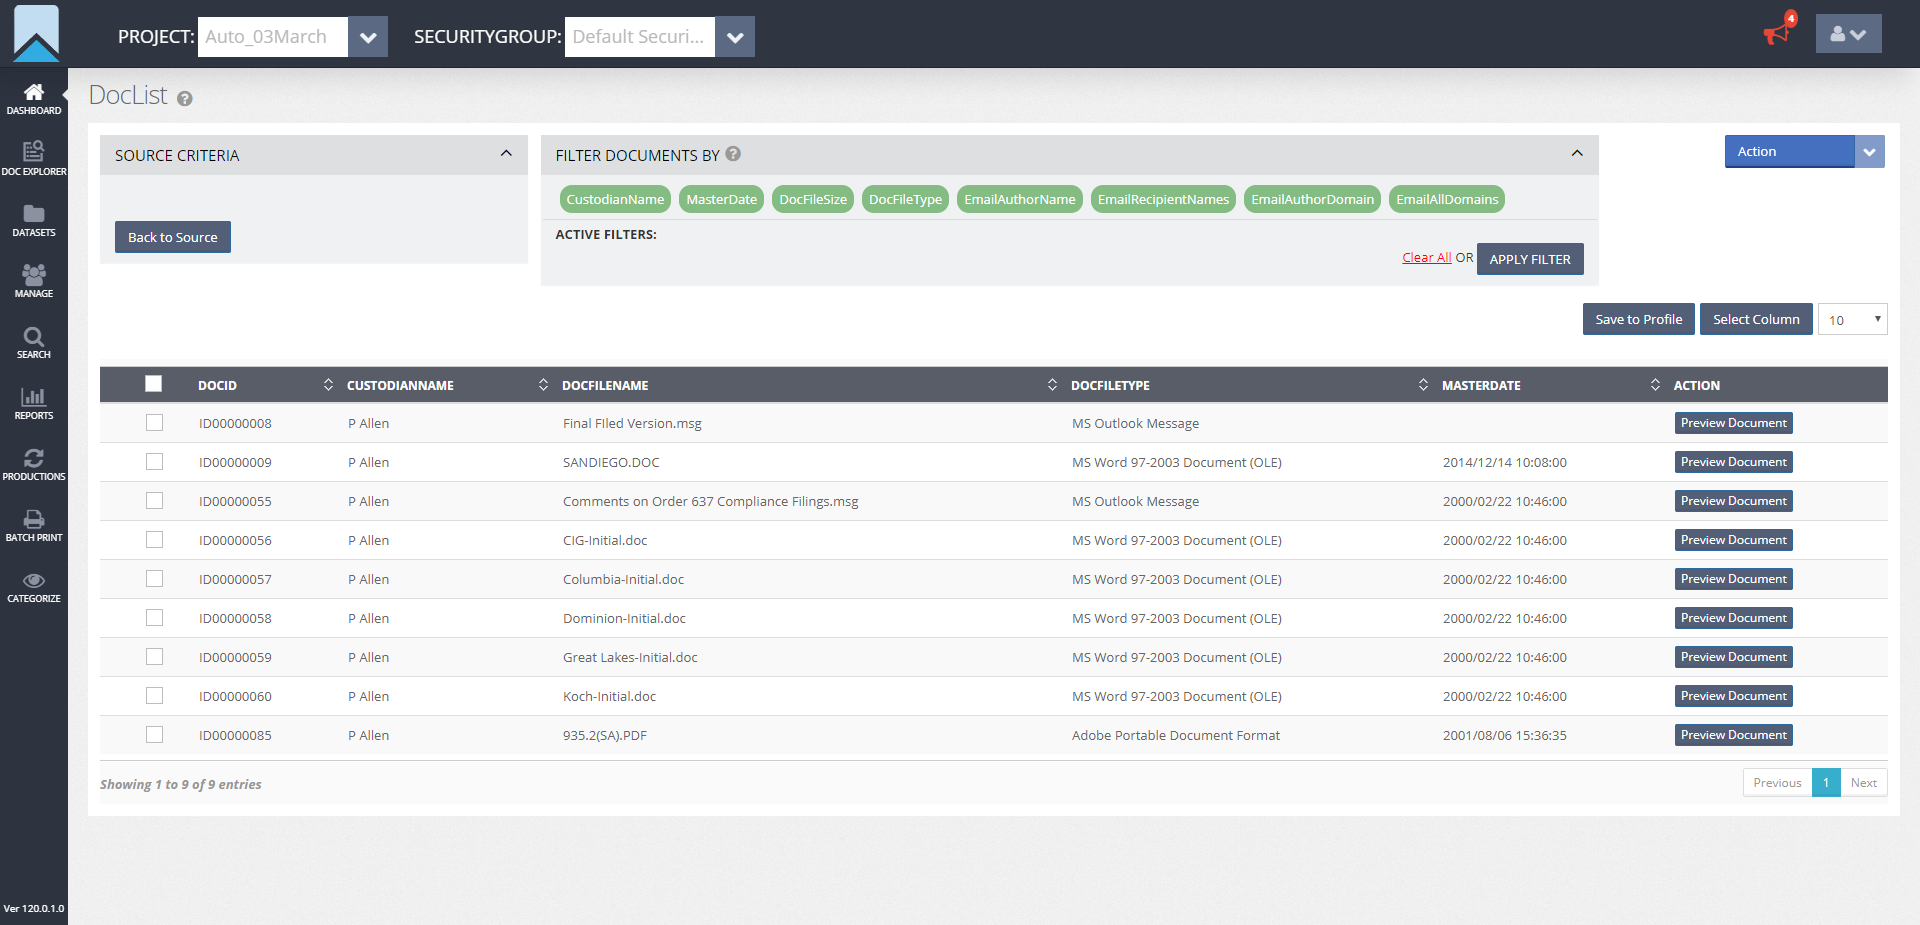 PROJECT: Auto_03March SECURITYGROUP: Default Securi... 4
DASHBOARD
DOC EXPLORER
DATASETS
MANAGE
SEARCH
REPORTS
PRODUCTIONS
BATCH PRINT
CATEGORIZE
Ver 120.0.1.0
DocList ?
SOURCE CRITERIA
Back to Source
FILTER DOCUMENTS BY ?
CustodianName MasterDate DocFileSize DocFileType EmailAuthorName EmailRecipientNames EmailAuthorDomain EmailAllDomains
ACTIVE FILTERS:
Clear All OR APPLY FILTER
Action
Save to Profile Select Column 10
DOCID CUSTODIANNAME DOCFILENAME DOCFILETYPE MASTERDATE ACTION
ID00000008 P Allen Final FIled Version.msg MS Outlook Message Preview Document
ID00000009 P Allen SANDIEGO.DOC MS Word 97-2003 Document (OLE) 2014/12/14 10:08:00 Preview Document
ID00000055 P Allen Comments on Order 637 Compliance Filings.msg MS Outlook Message 2000/02/22 10:46:00 Preview Document
ID00000056 P Allen CIG-Initial.doc MS Word 97-2003 Document (OLE) 2000/02/22 10:46:00 Preview Document
ID00000057 P Allen Columbia-Initial.doc MS Word 97-2003 Document (OLE) 2000/02/22 10:46:00 Preview Document
ID00000058 P Allen Dominion-Initial.doc MS Word 97-2003 Document (OLE) 2000/02/22 10:46:00 Preview Document
ID00000059 P Allen Great Lakes-Initial.doc MS Word 97-2003 Document (OLE) 2000/02/22 10:46:00 Preview Document
ID00000060 P Allen Koch-Initial.doc MS Word 97-2003 Document (OLE) 2000/02/22 10:46:00 Preview Document
ID00000085 P Allen 935.2(SA).PDF Adobe Portable Document Format 2001/08/06 15:36:35 Preview Document
Showing 1 to 9 of 9 entries
Previous 1 Next